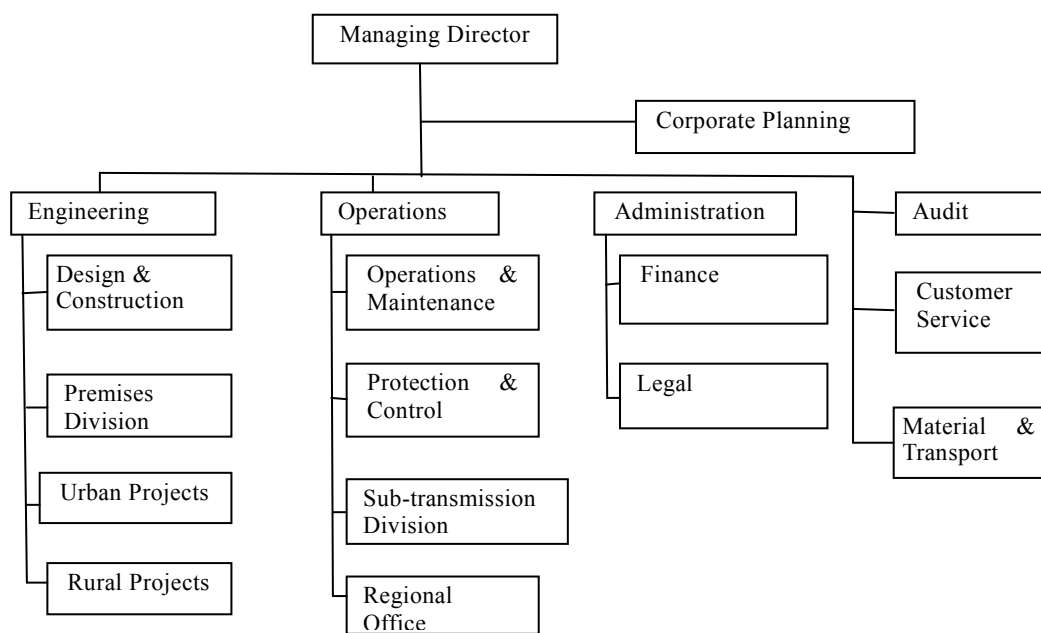 Managing Director
Corporate Planning
Engineering
Operations
Administration
Audit
Design &
Construction
Premises
Division
Urban Projects
Rural Projects
Operations &
Maintenance
Protection &
Control
Sub-transmission
Division
Regional
Office
Finance
Legal
Customer
Service
Material &
Transport